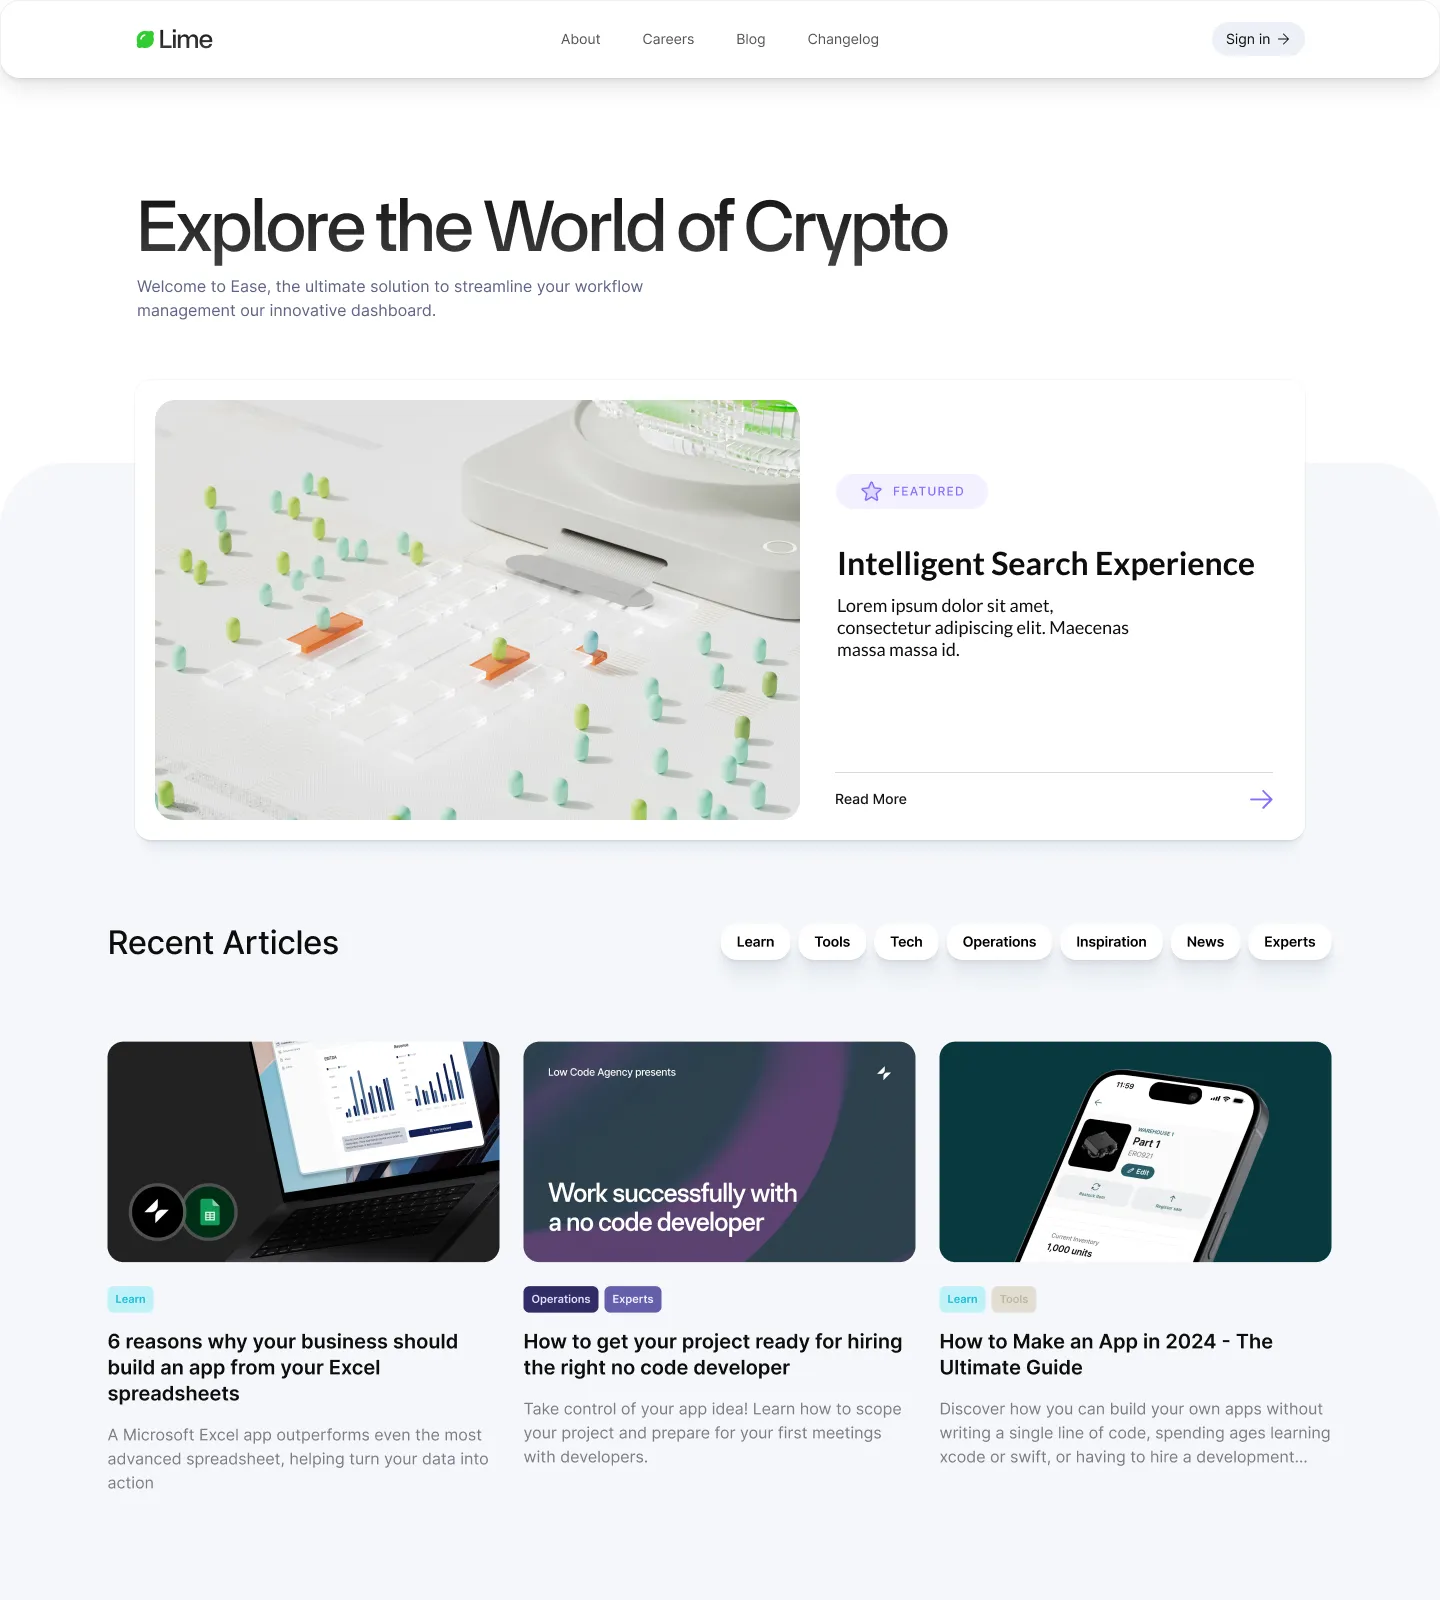 Lime
About
Careers
Blog
Changelog
Sign in
Explore the World of Crypto
Welcome to Ease, the ultimate solution to streamline your workflow
management our innovative dashboard.
FEATURED
Intelligent Search Experience
Lorem ipsum dolor sit amet,
consectetur adipiscing elit. Maecenas
massa massa id.
Read More
Recent Articles
Learn
Tools
Tech
Operations
Inspiration
News
Experts
EBITDA
Revenue
Low Code Agency presents
Work successfully with
a no code developer
11:59
WAREHOUSE 1
Part 1
ERO921
Edit
Restock item
Register sale
Current Inventory
1,000 units
Learn
6 reasons why your business should
build an app from your Excel
spreadsheets
A Microsoft Excel app outperforms even the most
advanced spreadsheet, helping turn your data into
action
Operations
Experts
How to get your project ready for hiring
the right no code developer
Take control of your app idea! Learn how to scope
your project and prepare for your first meetings
with developers.
Learn
Tools
How to Make an App in 2024 - The
Ultimate Guide
Discover how you can build your own apps without
writing a single line of code, spending ages learning
xcode or swift, or having to hire a development...